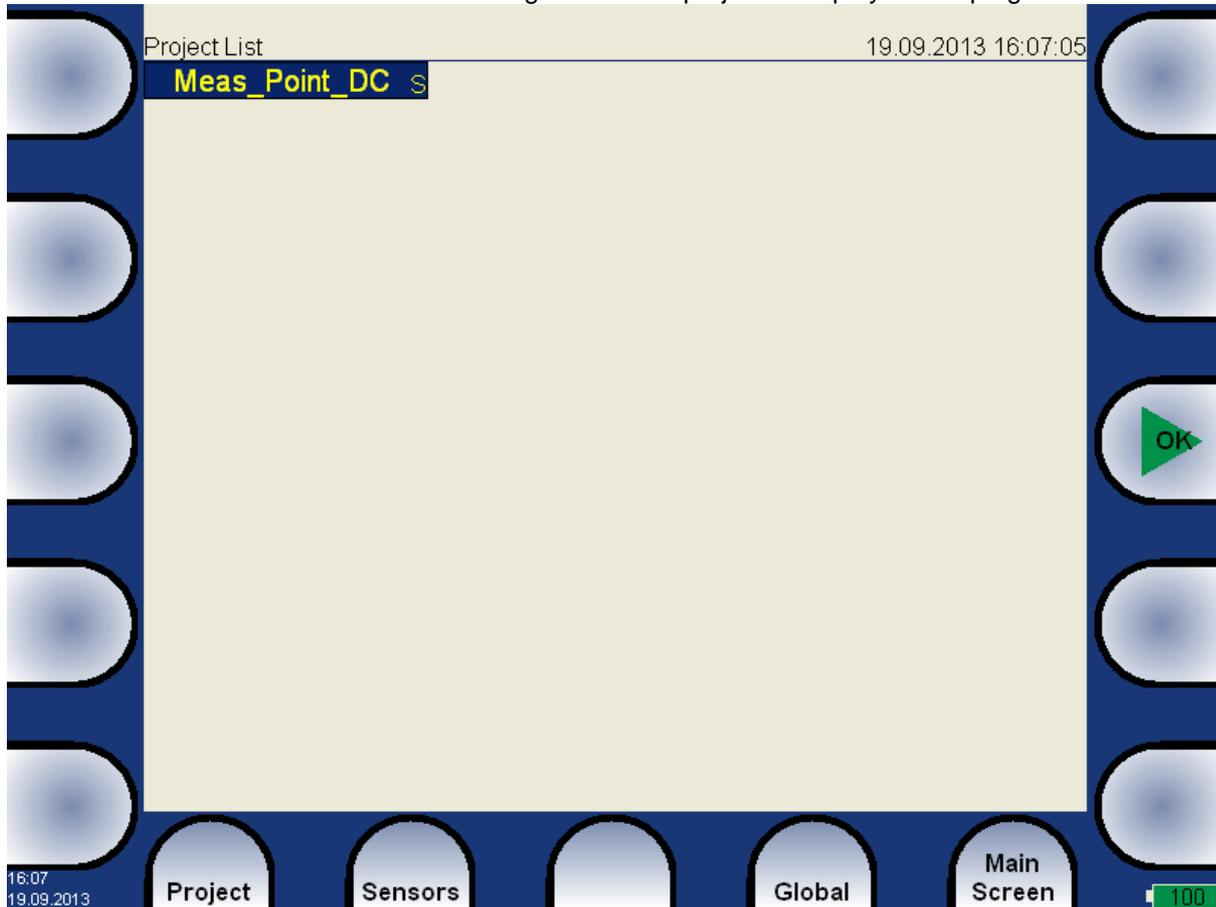 Project List 19.09.2013 16:07:05
Meas_Point_DC S
OK
Project Sensors Global Main Screen
16:07
19.09.2013
100